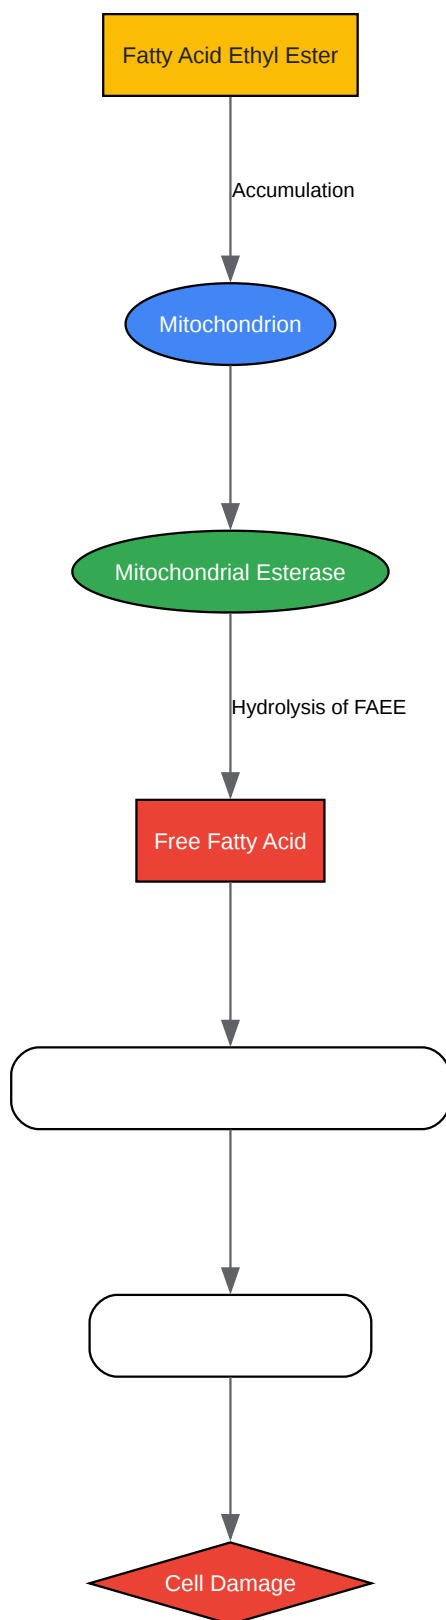 Fatty Acid Ethyl Ester
Accumulation
Mitochondrion
Mitochondrial Esterase
Hydrolysis of FAEE
Free Fatty Acid
Cell Damage